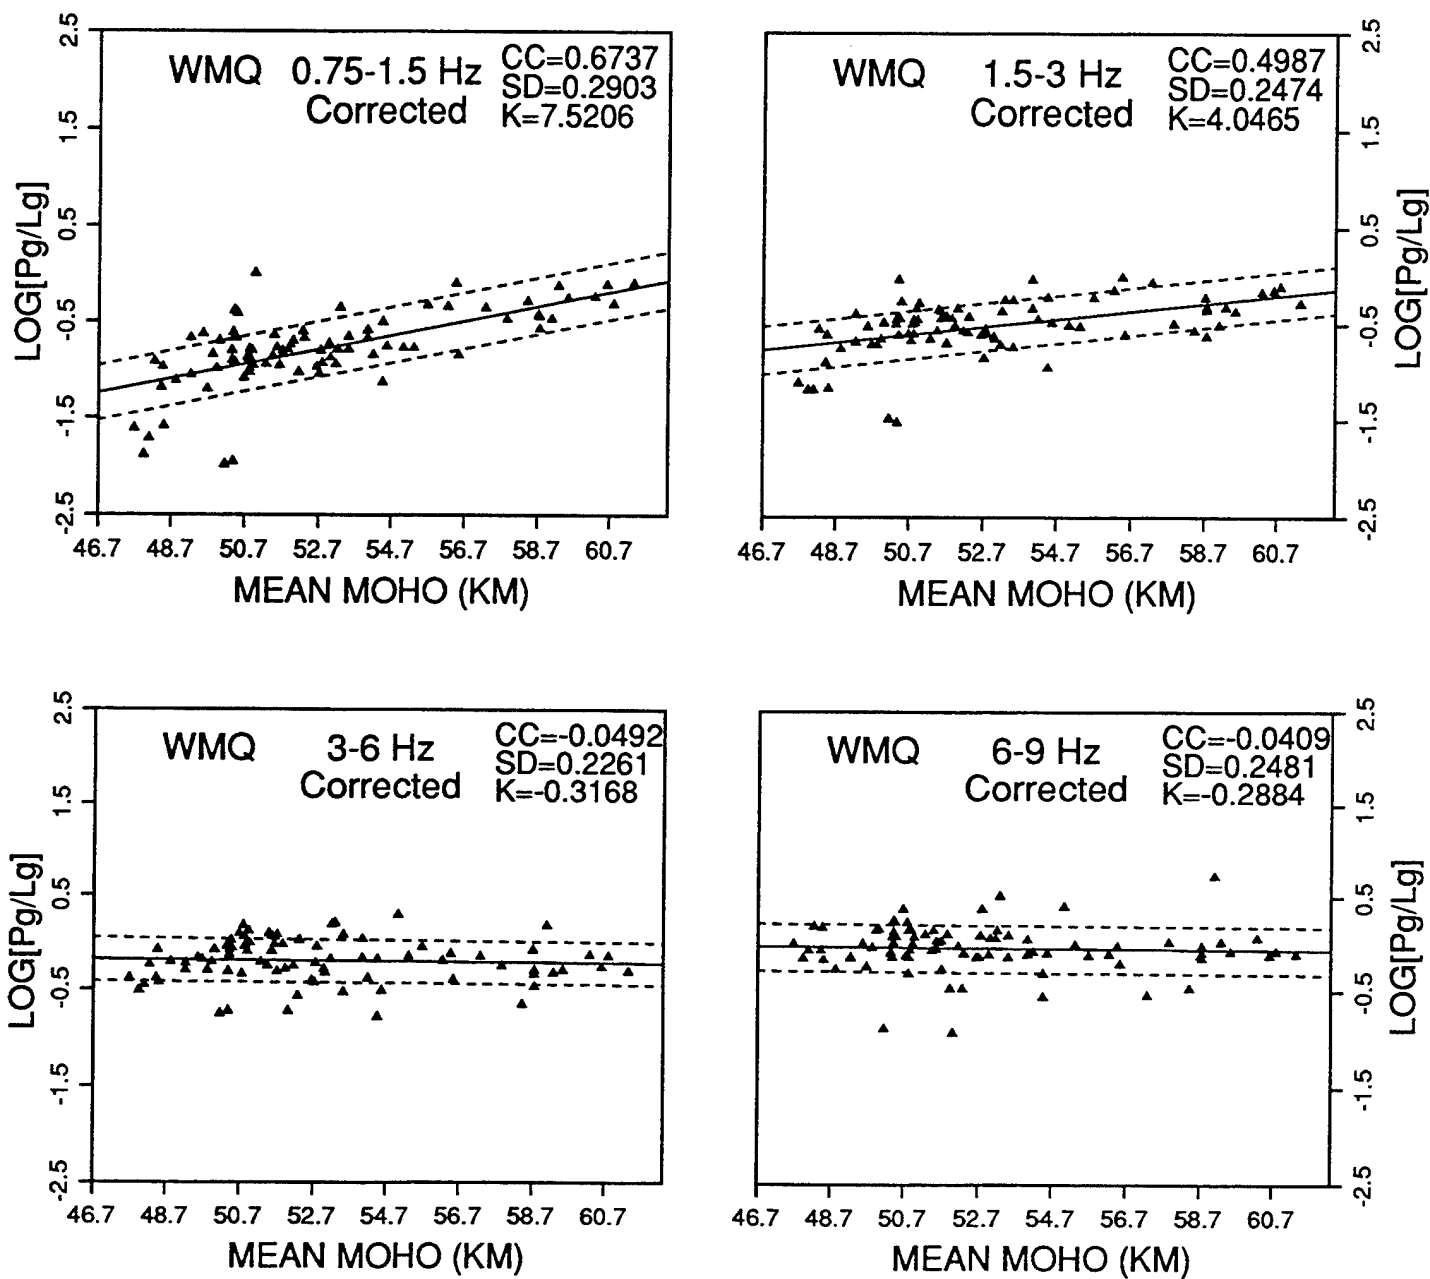 WMQ 0.75-1.5 Hz
Corrected
CC=0.6737
SD=0.2903
K=7.5206
LOG[Pg/Lg]
2.5
1.5
0.5
-0.5
-1.5
-2.5
46.7 48.7 50.7 52.7 54.7 56.7 58.7 60.7
MEAN MOHO (KM)
WMQ 1.5-3 Hz
Corrected
CC=0.4987
SD=0.2474
K=4.0465
2.5
1.5
0.5
-0.5
-1.5
-2.5
LOG[Pg/Lg]
46.7 48.7 50.7 52.7 54.7 56.7 58.7 60.7
MEAN MOHO (KM)
WMQ 3-6 Hz
Corrected
CC=-0.0492
SD=0.2261
K=-0.3168
LOG[Pg/Lg]
2.5
1.5
0.5
-0.5
-1.5
-2.5
46.7 48.7 50.7 52.7 54.7 56.7 58.7 60.7
MEAN MOHO (KM)
WMQ 6-9 Hz
Corrected
CC=-0.0409
SD=0.2481
K=-0.2884
2.5
1.5
0.5
-0.5
-1.5
-2.5
LOG[Pg/Lg]
46.7 48.7 50.7 52.7 54.7 56.7 58.7 60.7
MEAN MOHO (KM)